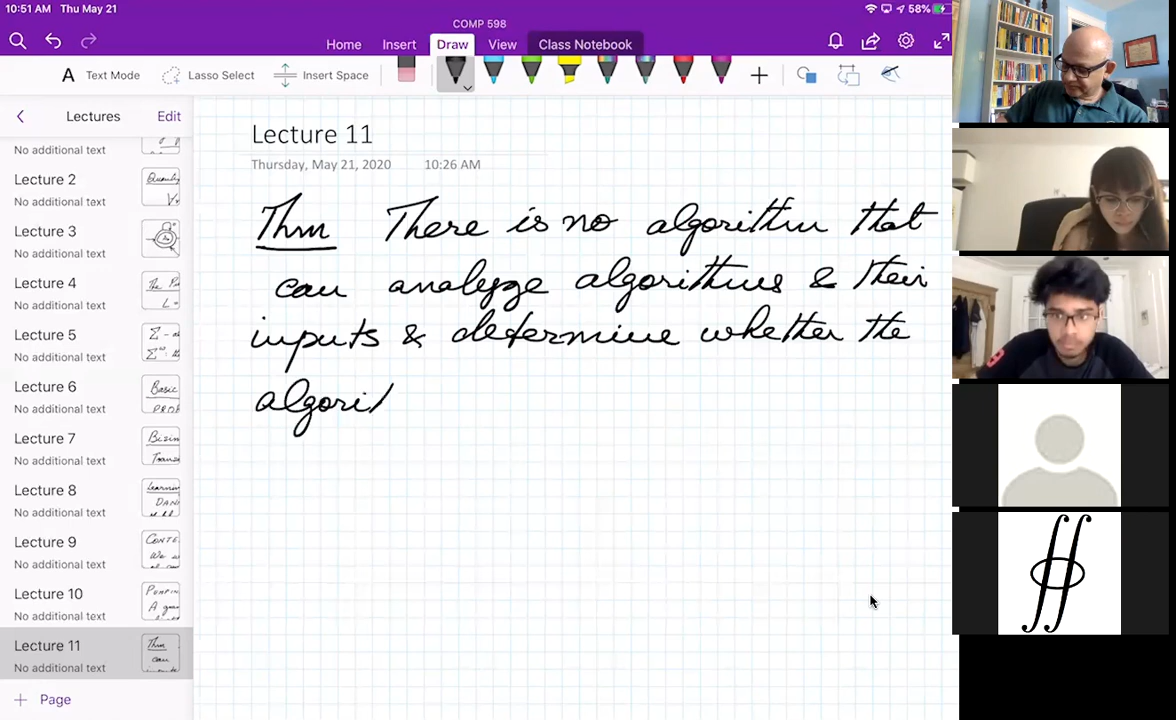 10:51 AM Thu May 21
58%
COMP 598
Home Insert Draw View Class Notebook
A Text Mode Lasso Select Insert Space
Lectures Edit
No additional text
Lecture 2
No additional text
Lecture 3
No additional text
Lecture 4
No additional text
Lecture 5
No additional text
Lecture 6
No additional text
Lecture 7
No additional text
Lecture 8
No additional text
Lecture 9
No additional text
Lecture 10
No additional text
Lecture 11
No additional text
Page
Lecture 11
Thursday, May 21, 2020 10:26 AM
Thm There is no algorithm that
can analyze algorithms & their
inputs & determine whether the
algorit